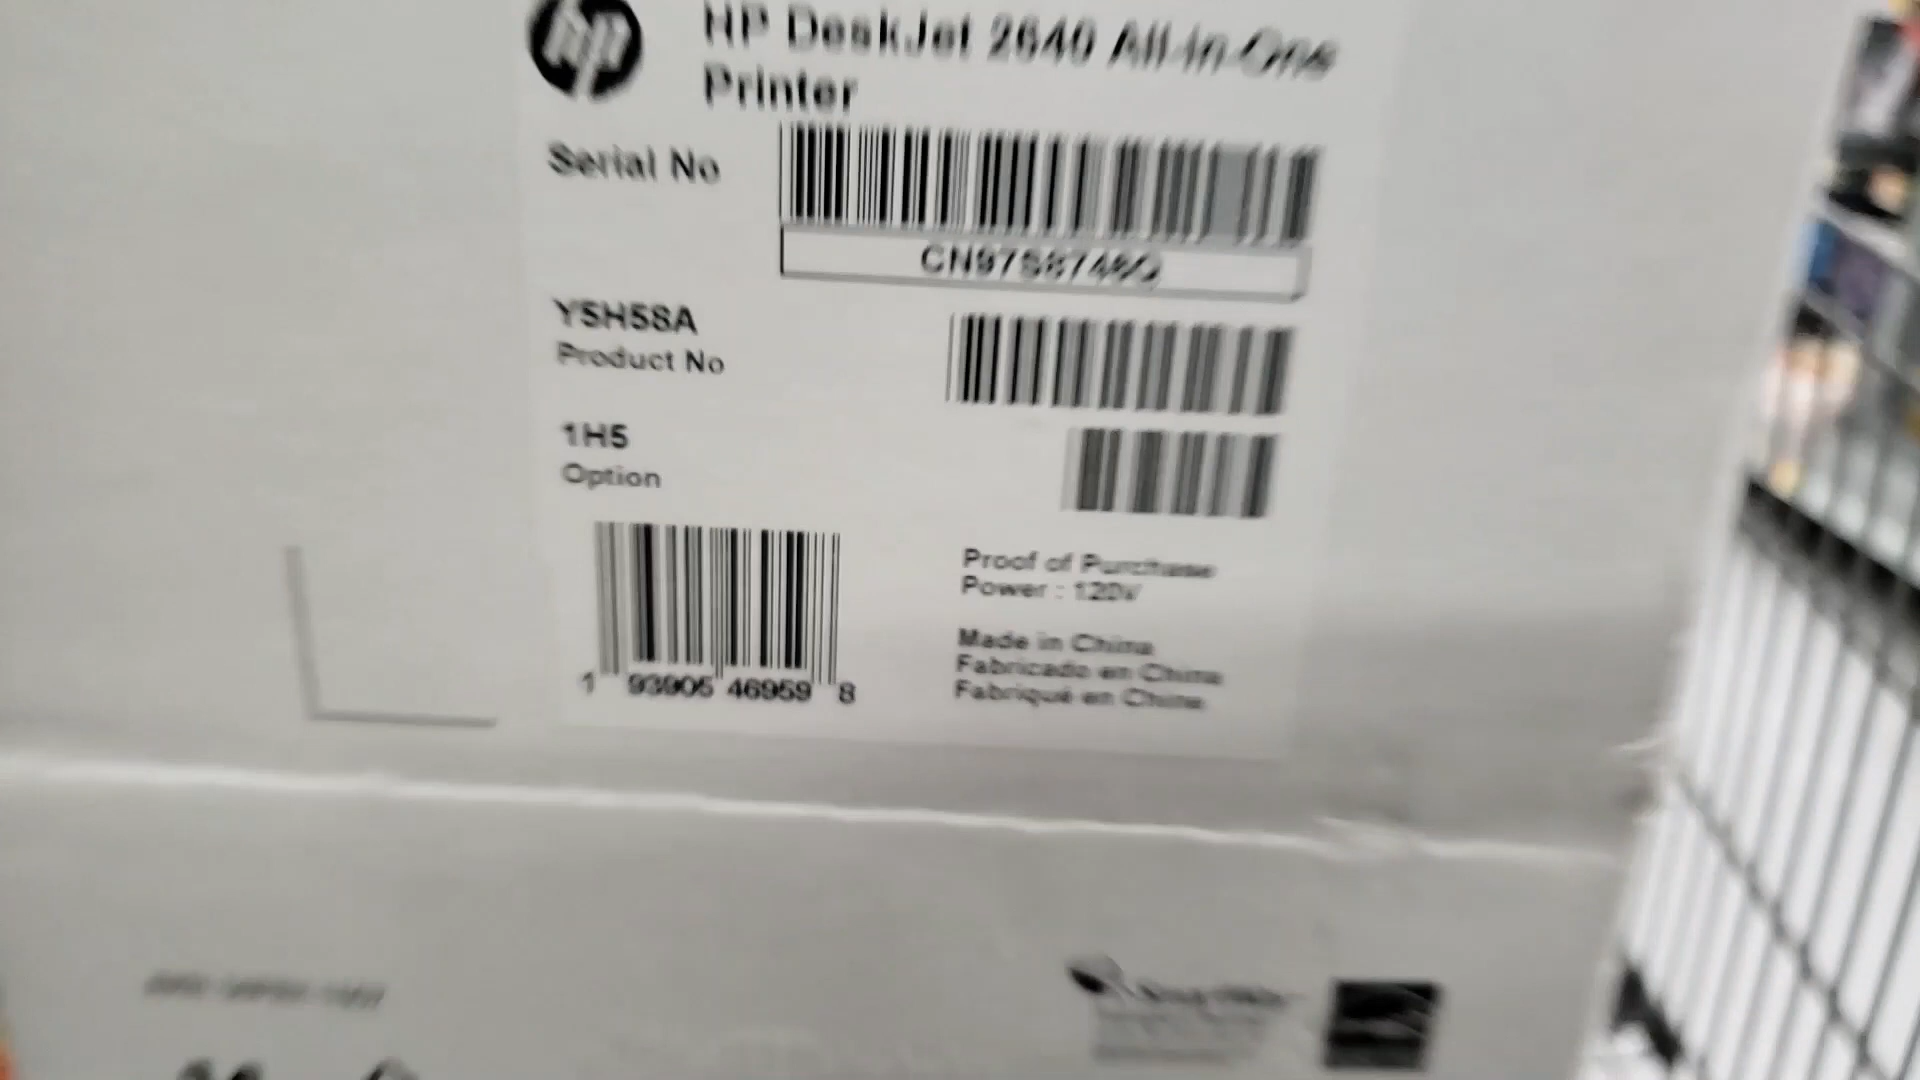 hp
HP DeskJet 2640 All-in-One
Printer
Serial No
Y5H58A
Product No
1H5
Option
1 93905 46959 8
Proof of Purchase
Power : 120v
Made in China
Fabricado en China
Fabriqué en Chine